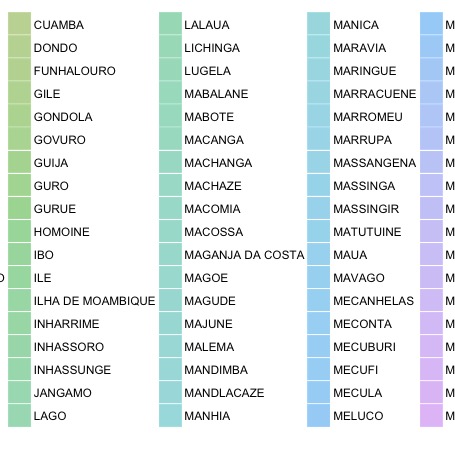 CUAMBA
DONDO
FUNHALOURO
GILE
GONDOLA
GOVURO
GUIJA
GURO
GURUE
HOMOINE
IBO
ILE
ILHA DE MOAMBIQUE
INHARRIME
INHASSORO
INHASSUNGE
JANGAMO
LAGO
LALAUA
LICHINGA
LUGELA
MABALANE
MABOTE
MACANGA
MACHANGA
MACHAZE
MACOMIA
MACOSSA
MAGANJA DA COSTA
MAGOE
MAGUDE
MAJUNE
MALEMA
MANDIMBA
MANDLACAZE
MANHIA
MANICA
MARAVIA
MARINGUE
MARRACUENE
MARROMEU
MARRUPA
MASSANGENA
MASSINGA
MASSINGIR
MATUTUINE
MAUA
MAVAGO
MECANHELAS
MECONTA
MECUBURI
MECUFI
MECULA
MELUCO